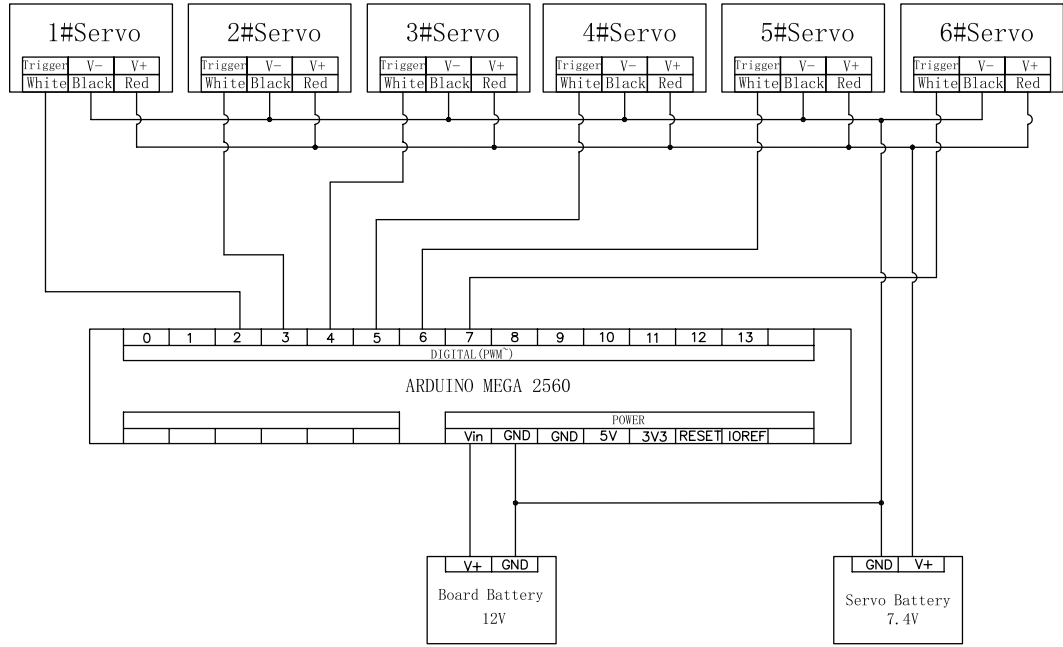 1#Servo 2#Servo 3#Servo 4#Servo 5#Servo 6#Servo
Trigger V- V+ Trigger V- V+ Trigger V- V+ Trigger V- V+ Trigger V- V+ Trigger V- V+
White Black Red White Black Red White Black Red White Black Red White Black Red White Black Red
0 1 2 3 4 5 6 7 8 9 10 11 12 13
DIGITAL(PWM~)
ARDUINO MEGA 2560
POWER
Vin GND GND 5V 3V3 RESET IOREF
V+ GND
Board Battery
12V
GND V+
Servo Battery
7.4V